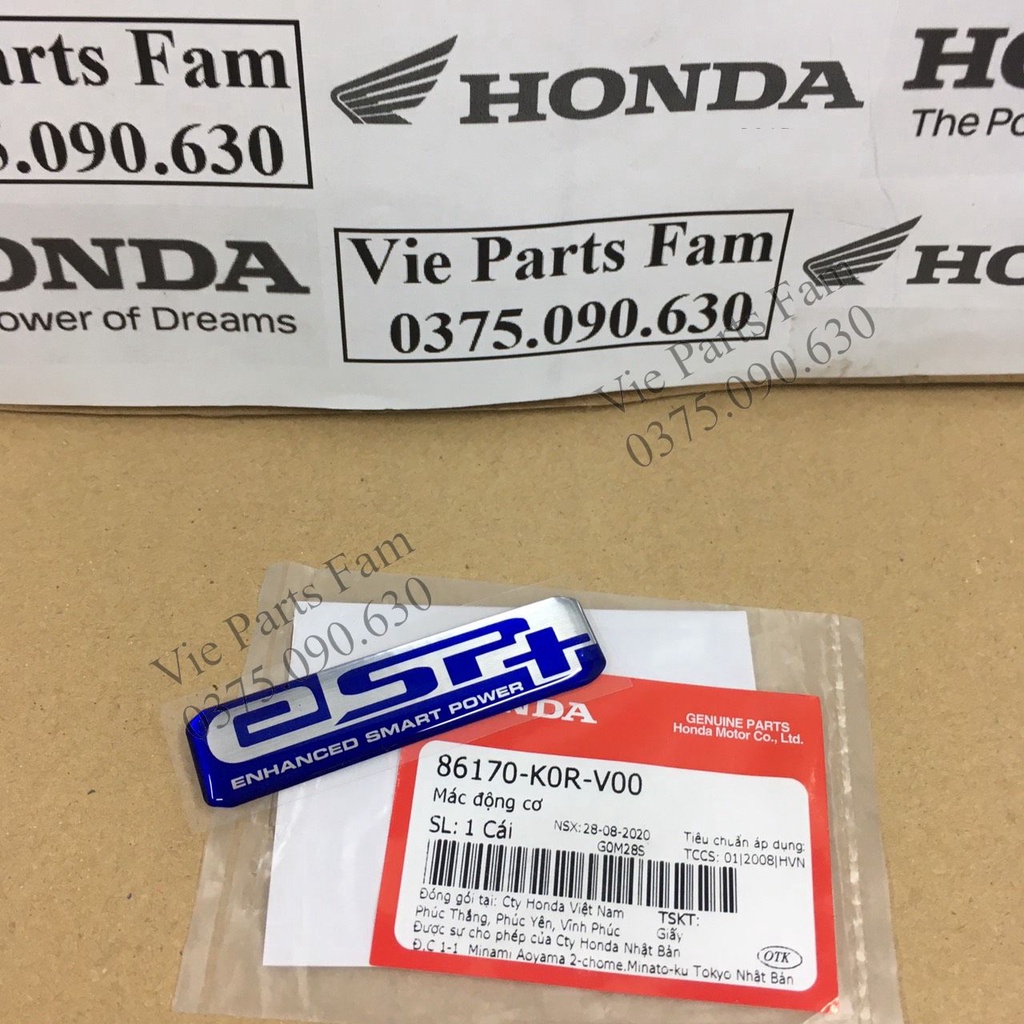 arts Fam
5.090.630
HONDA
HO
The Po
ONDA
ower of Dreams
Vie Parts Fam
0375.090.630
HO
Vie Parts Fam
0375.090.630
Vie Parts Fam
0375.090.630
eSP+
ENHANCED SMART POWER
NDA
GENUINE PARTS
Honda Motor Co., Ltd.
86170-K0R-V00
Mác động cơ
SL: 1 Cái
NSX: 28-08-2020
G0M28S
Tiêu chuẩn áp dụng:
TCCS: 01|2008|HVN
Đóng gói tại: Cty Honda Việt Nam
Phúc Thắng, Phúc Yên, Vĩnh Phúc
TSKT:
Giấy
Được sự cho phép của Cty Honda Nhật Bản
Đ.C 1-1 Minami Aoyama 2-chome.Minato-ku Tokyo Nhật Bản
OTK